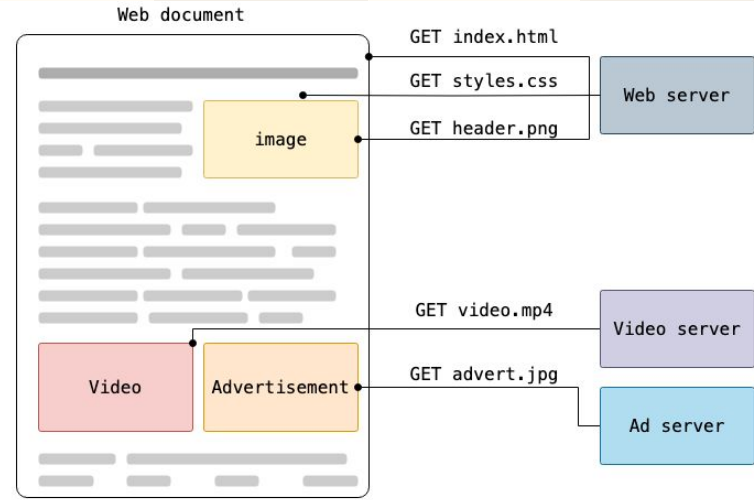 Web document
GET index.html
GET styles.css
Web server
GET header.png
image
GET video.mp4
Video server
Video
Advertisement
GET advert.jpg
Ad server